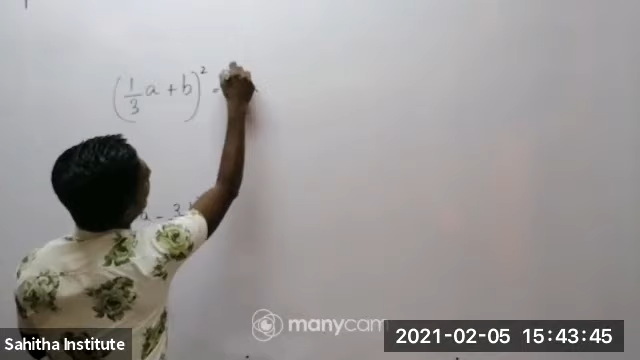 (1/3 a + b)² =
manycam
Sahitha Institute
2021-02-05 15:43:45